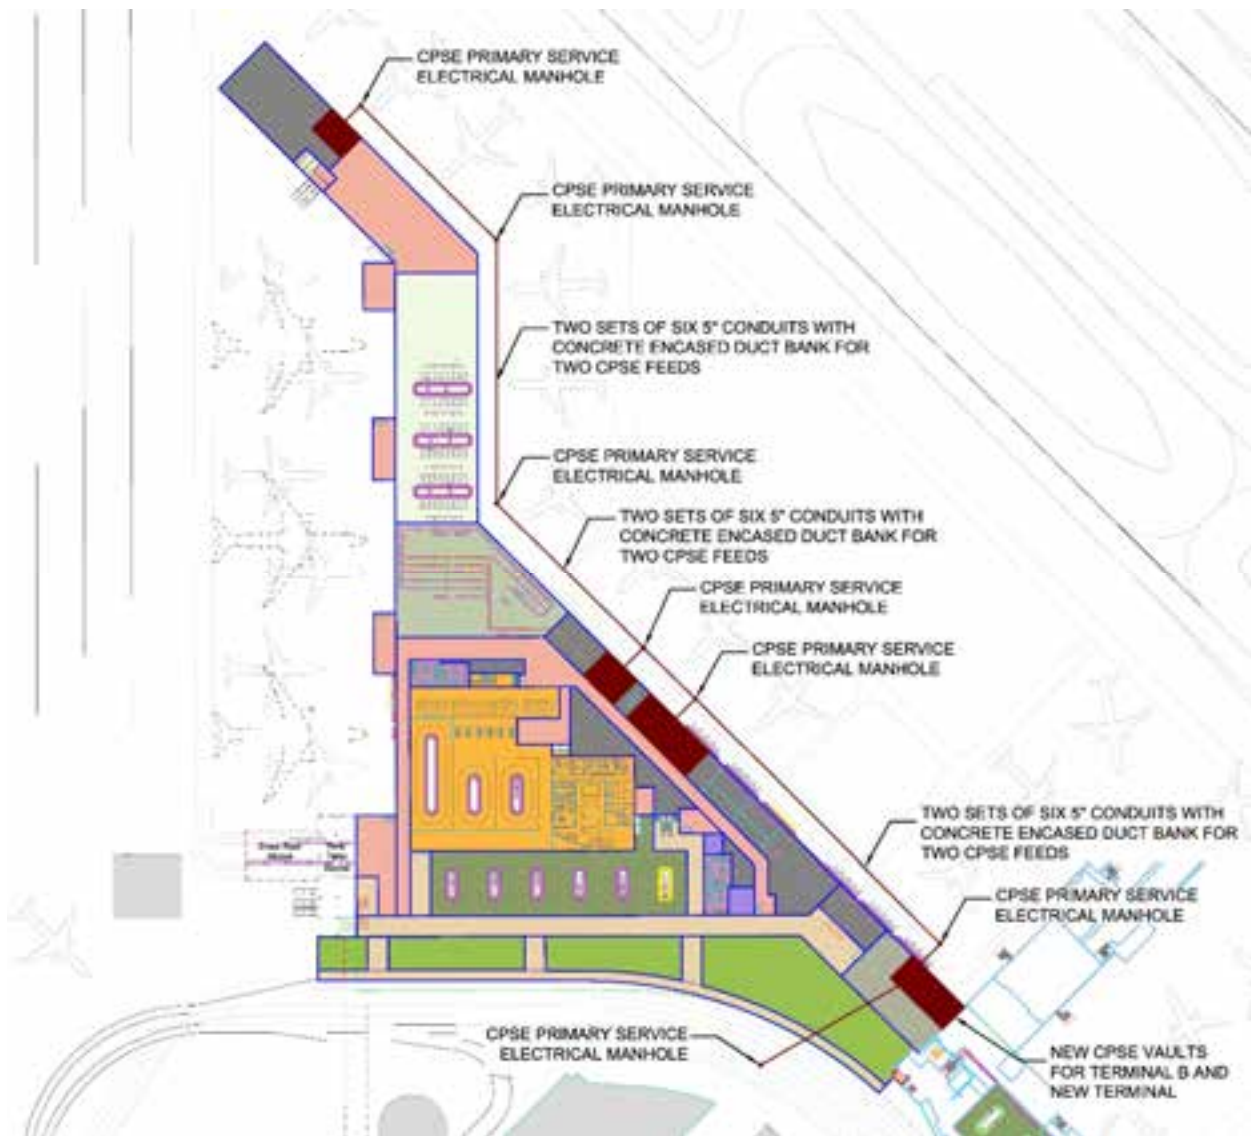 CPSE PRIMARY SERVICE
ELECTRICAL MANHOLE
CPSE PRIMARY SERVICE
ELECTRICAL MANHOLE
TWO SETS OF SIX 5" CONDUITS WITH
CONCRETE ENCASED DUCT BANK FOR
TWO CPSE FEEDS
CPSE PRIMARY SERVICE
ELECTRICAL MANHOLE
TWO SETS OF SIX 5" CONDUITS WITH
CONCRETE ENCASED DUCT BANK FOR
TWO CPSE FEEDS
CPSE PRIMARY SERVICE
ELECTRICAL MANHOLE
CPSE PRIMARY SERVICE
ELECTRICAL MANHOLE
TWO SETS OF SIX 5" CONDUITS WITH
CONCRETE ENCASED DUCT BANK FOR
TWO CPSE FEEDS
CPSE PRIMARY SERVICE
ELECTRICAL MANHOLE
CPSE PRIMARY SERVICE
ELECTRICAL MANHOLE
NEW CPSE VAULTS
FOR TERMINAL B AND
NEW TERMINAL